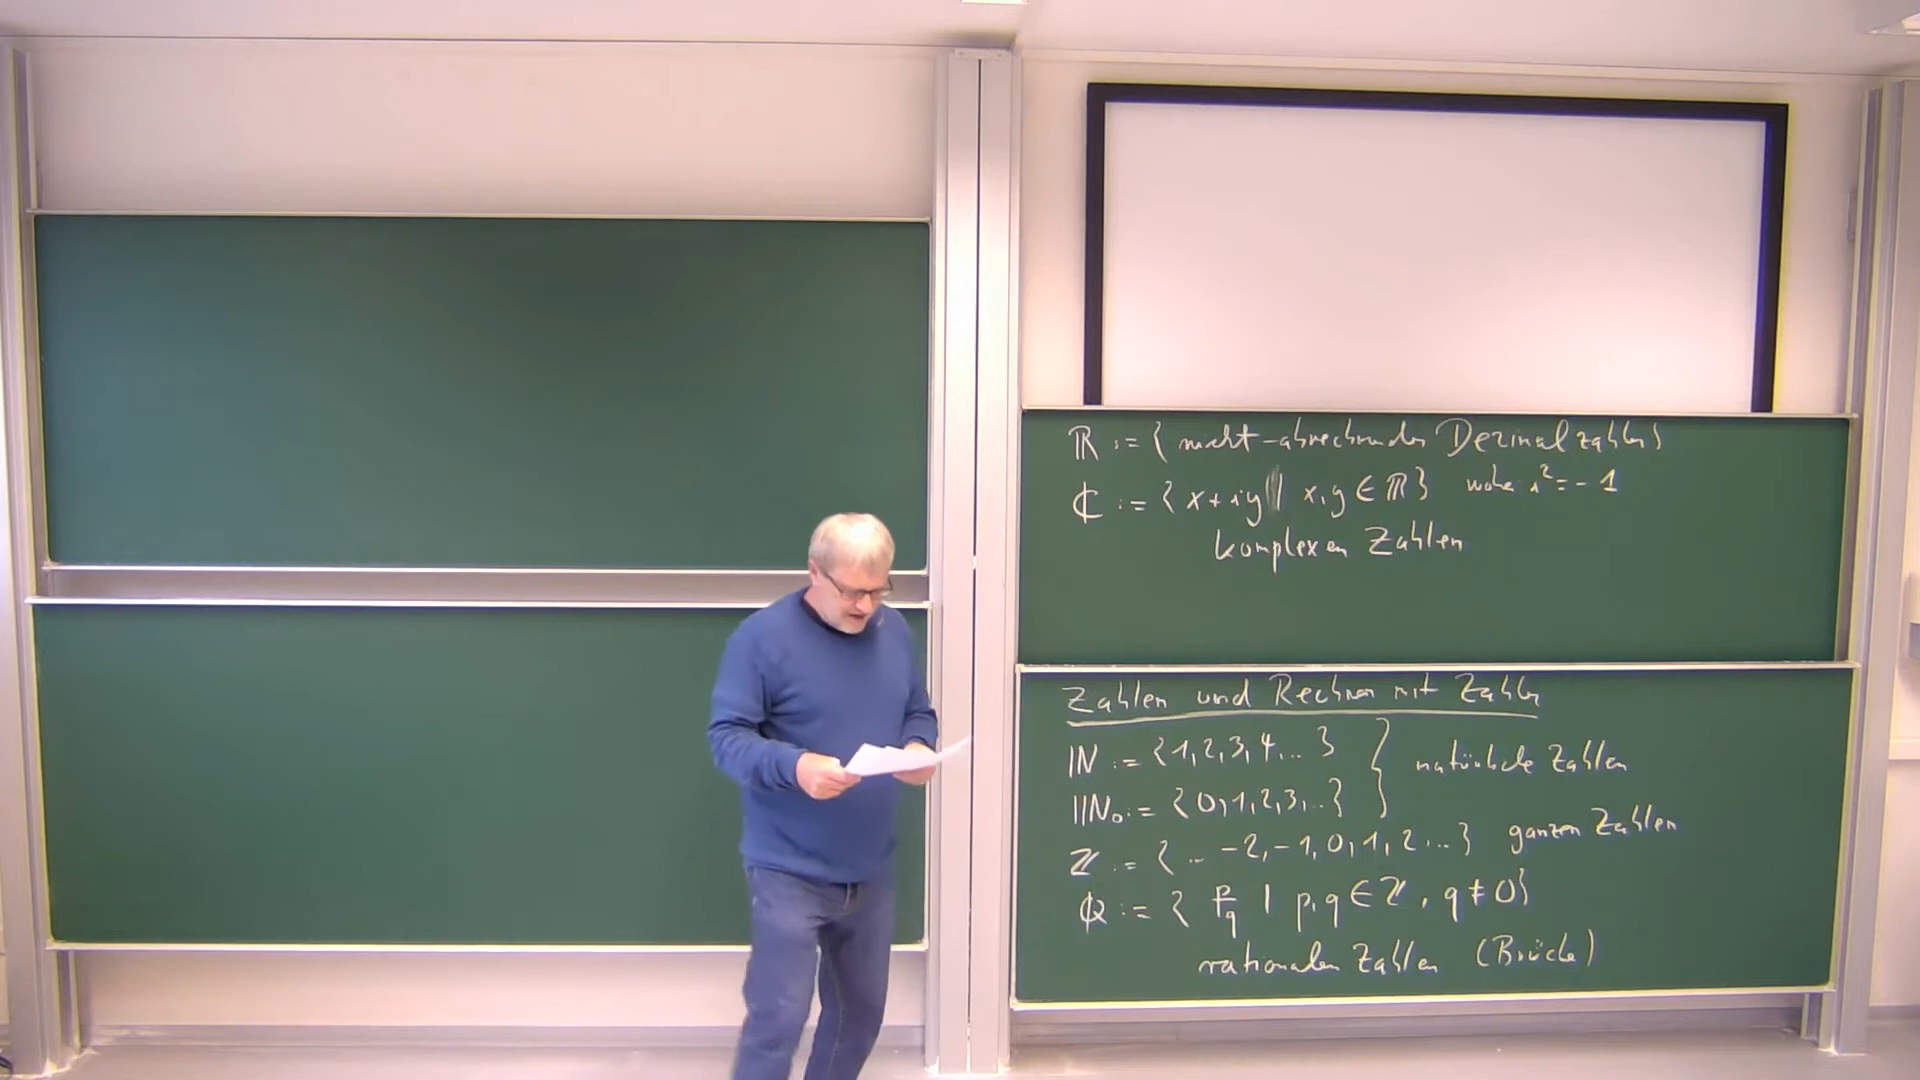 ℝ := { nicht-abbrechenden Dezimalzahlen }
ℂ := { x + iy | x, y ∈ ℝ } wobei i² = -1
komplexen Zahlen
Zahlen und Rechnen mit Zahlen
ℕ := {1, 2, 3, 4, ... } } natürliche Zahlen
ℕ₀ := {0, 1, 2, 3, ... }
ℤ := { ... -2, -1, 0, 1, 2 ... } ganzen Zahlen
ℚ := { p/q | p, q ∈ ℤ, q ≠ 0 }
rationalen Zahlen (Brüche)